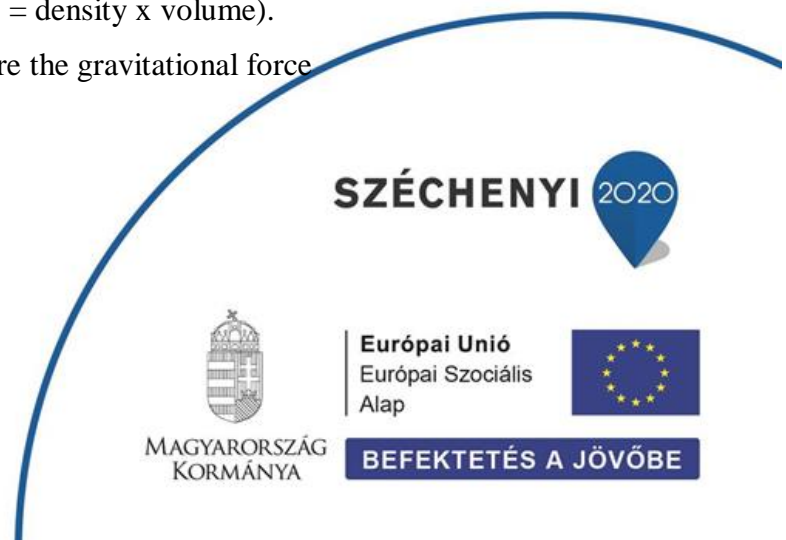 = density x volume).
re the gravitational force
SZÉCHENYI 2020
Európai Unió
Európai Szociális
Alap
MAGYARORSZÁG
KORMÁNYA
BEFEKTETÉS A JÖVŐBE